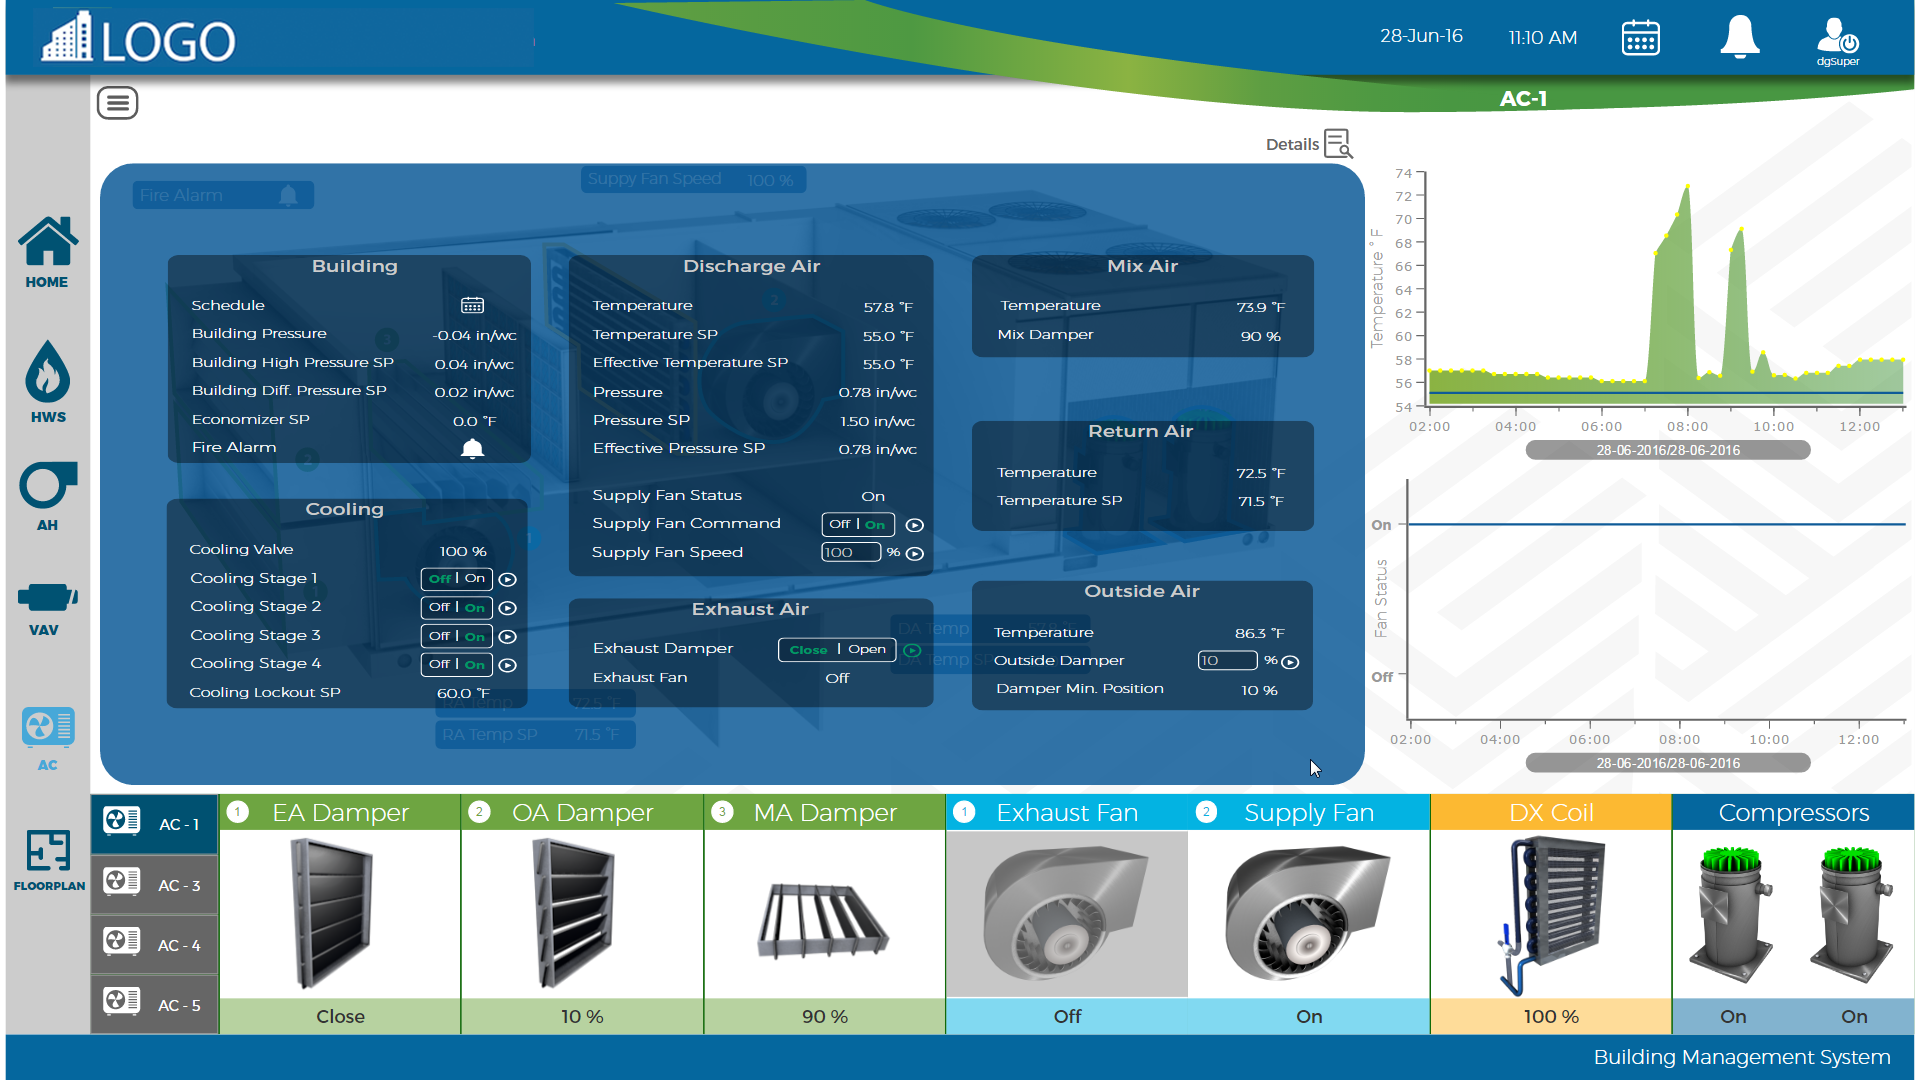 LOGO
28-Jun-16
11:10 AM
dgSuper
AC-1
Details
Fire Alarm
Suppy Fan Speed 100 %
HOME
HWS
AH
VAV
AC
FLOORPLAN
Building
Schedule
Building Pressure -0.04 in/wc
Building High Pressure SP 0.04 in/wc
Building Diff. Pressure SP 0.02 in/wc
Economizer SP 0.0 °F
Fire Alarm
Cooling
Cooling Valve 100 %
Cooling Stage 1 Off | On
Cooling Stage 2 Off | On
Cooling Stage 3 Off | On
Cooling Stage 4 Off | On
Cooling Lockout SP 60.0 °F
RA Temp 72.5 °F
RA Temp SP 71.5 °F
Discharge Air
Temperature 57.8 °F
Temperature SP 55.0 °F
Effective Temperature SP 55.0 °F
Pressure 0.78 in/wc
Pressure SP 1.50 in/wc
Effective Pressure SP 0.78 in/wc
Supply Fan Status On
Supply Fan Command Off | On
Supply Fan Speed 100 %
Exhaust Air
Exhaust Damper Close | Open
Exhaust Fan Off
DA Temp
DA Temp SP
Mix Air
Temperature 73.9 °F
Mix Damper 90 %
Return Air
Temperature 72.5 °F
Temperature SP 71.5 °F
Outside Air
Temperature 86.3 °F
Outside Damper 10 %
Damper Min. Position 10 %
Temperature ° F
74
72
70
68
66
64
62
60
58
56
54
02:00 04:00 06:00 08:00 10:00 12:00
28-06-2016/28-06-2016
Fan Status
On
Off
02:00 04:00 06:00 08:00 10:00 12:00
28-06-2016/28-06-2016
AC - 1
AC - 3
AC - 4
AC - 5
1 EA Damper
Close
2 OA Damper
10 %
3 MA Damper
90 %
1 Exhaust Fan
Off
2 Supply Fan
On
DX Coil
100 %
Compressors
On On
Building Management System